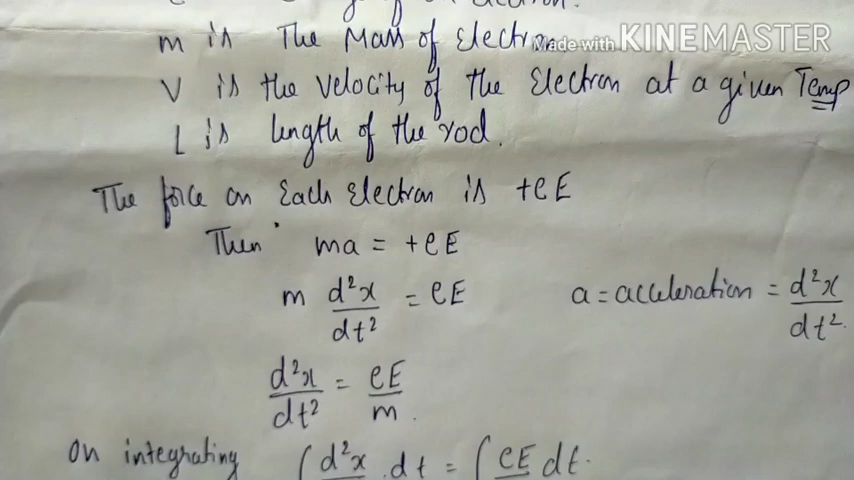 m is The Mass of Electron
Made with KINEMASTER
V is the Velocity of the Electron at a given Temp
L is length of the rod.
The force on Each Electron is +eE
Then ma = +eE
m d²x/dt² = eE a = acceleration = d²x/dt²
d²x/dt² = eE/m.
On integrating ∫ d²x .dt = ∫ eE dt.